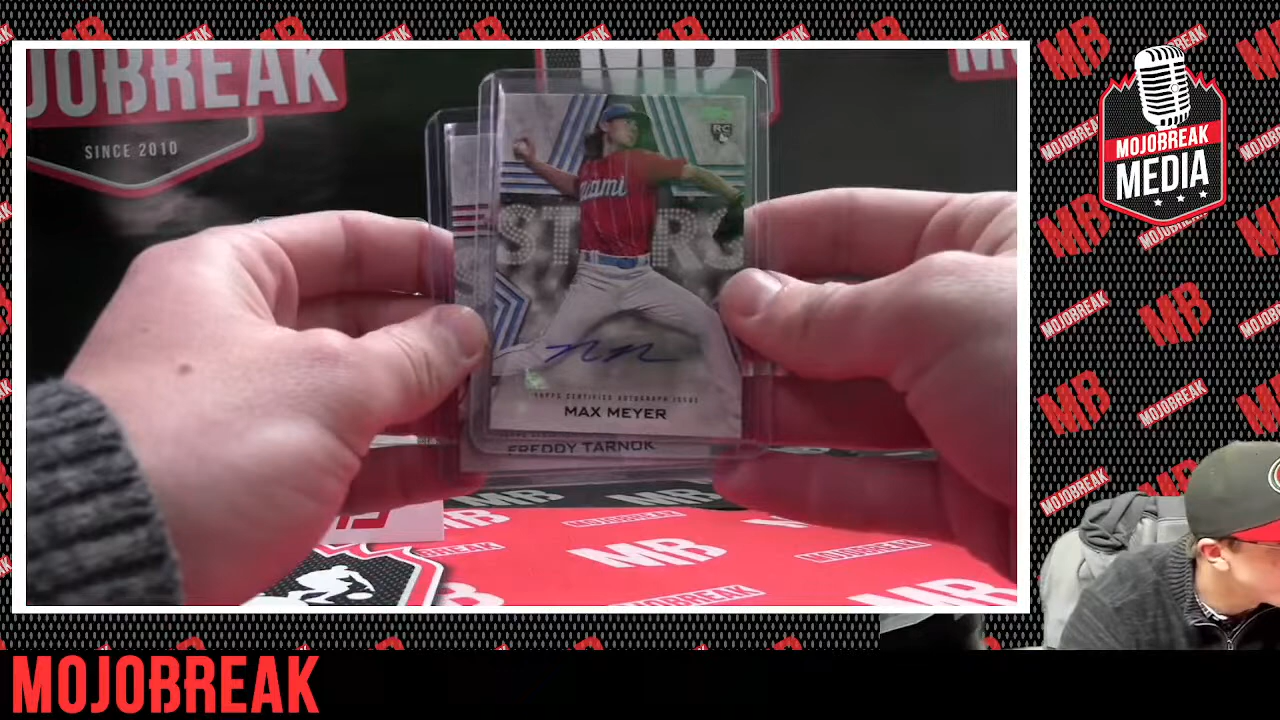 MOJOBREAK
SINCE 2010
MB
RC
Miami
STARS
TOPPS CERTIFIED AUTOGRAPH ISSUE
MAX MEYER
FREDDY TARNOK
MB
MOJOBREAK
MOJOBREAK
MEDIA
MOJOBREAK